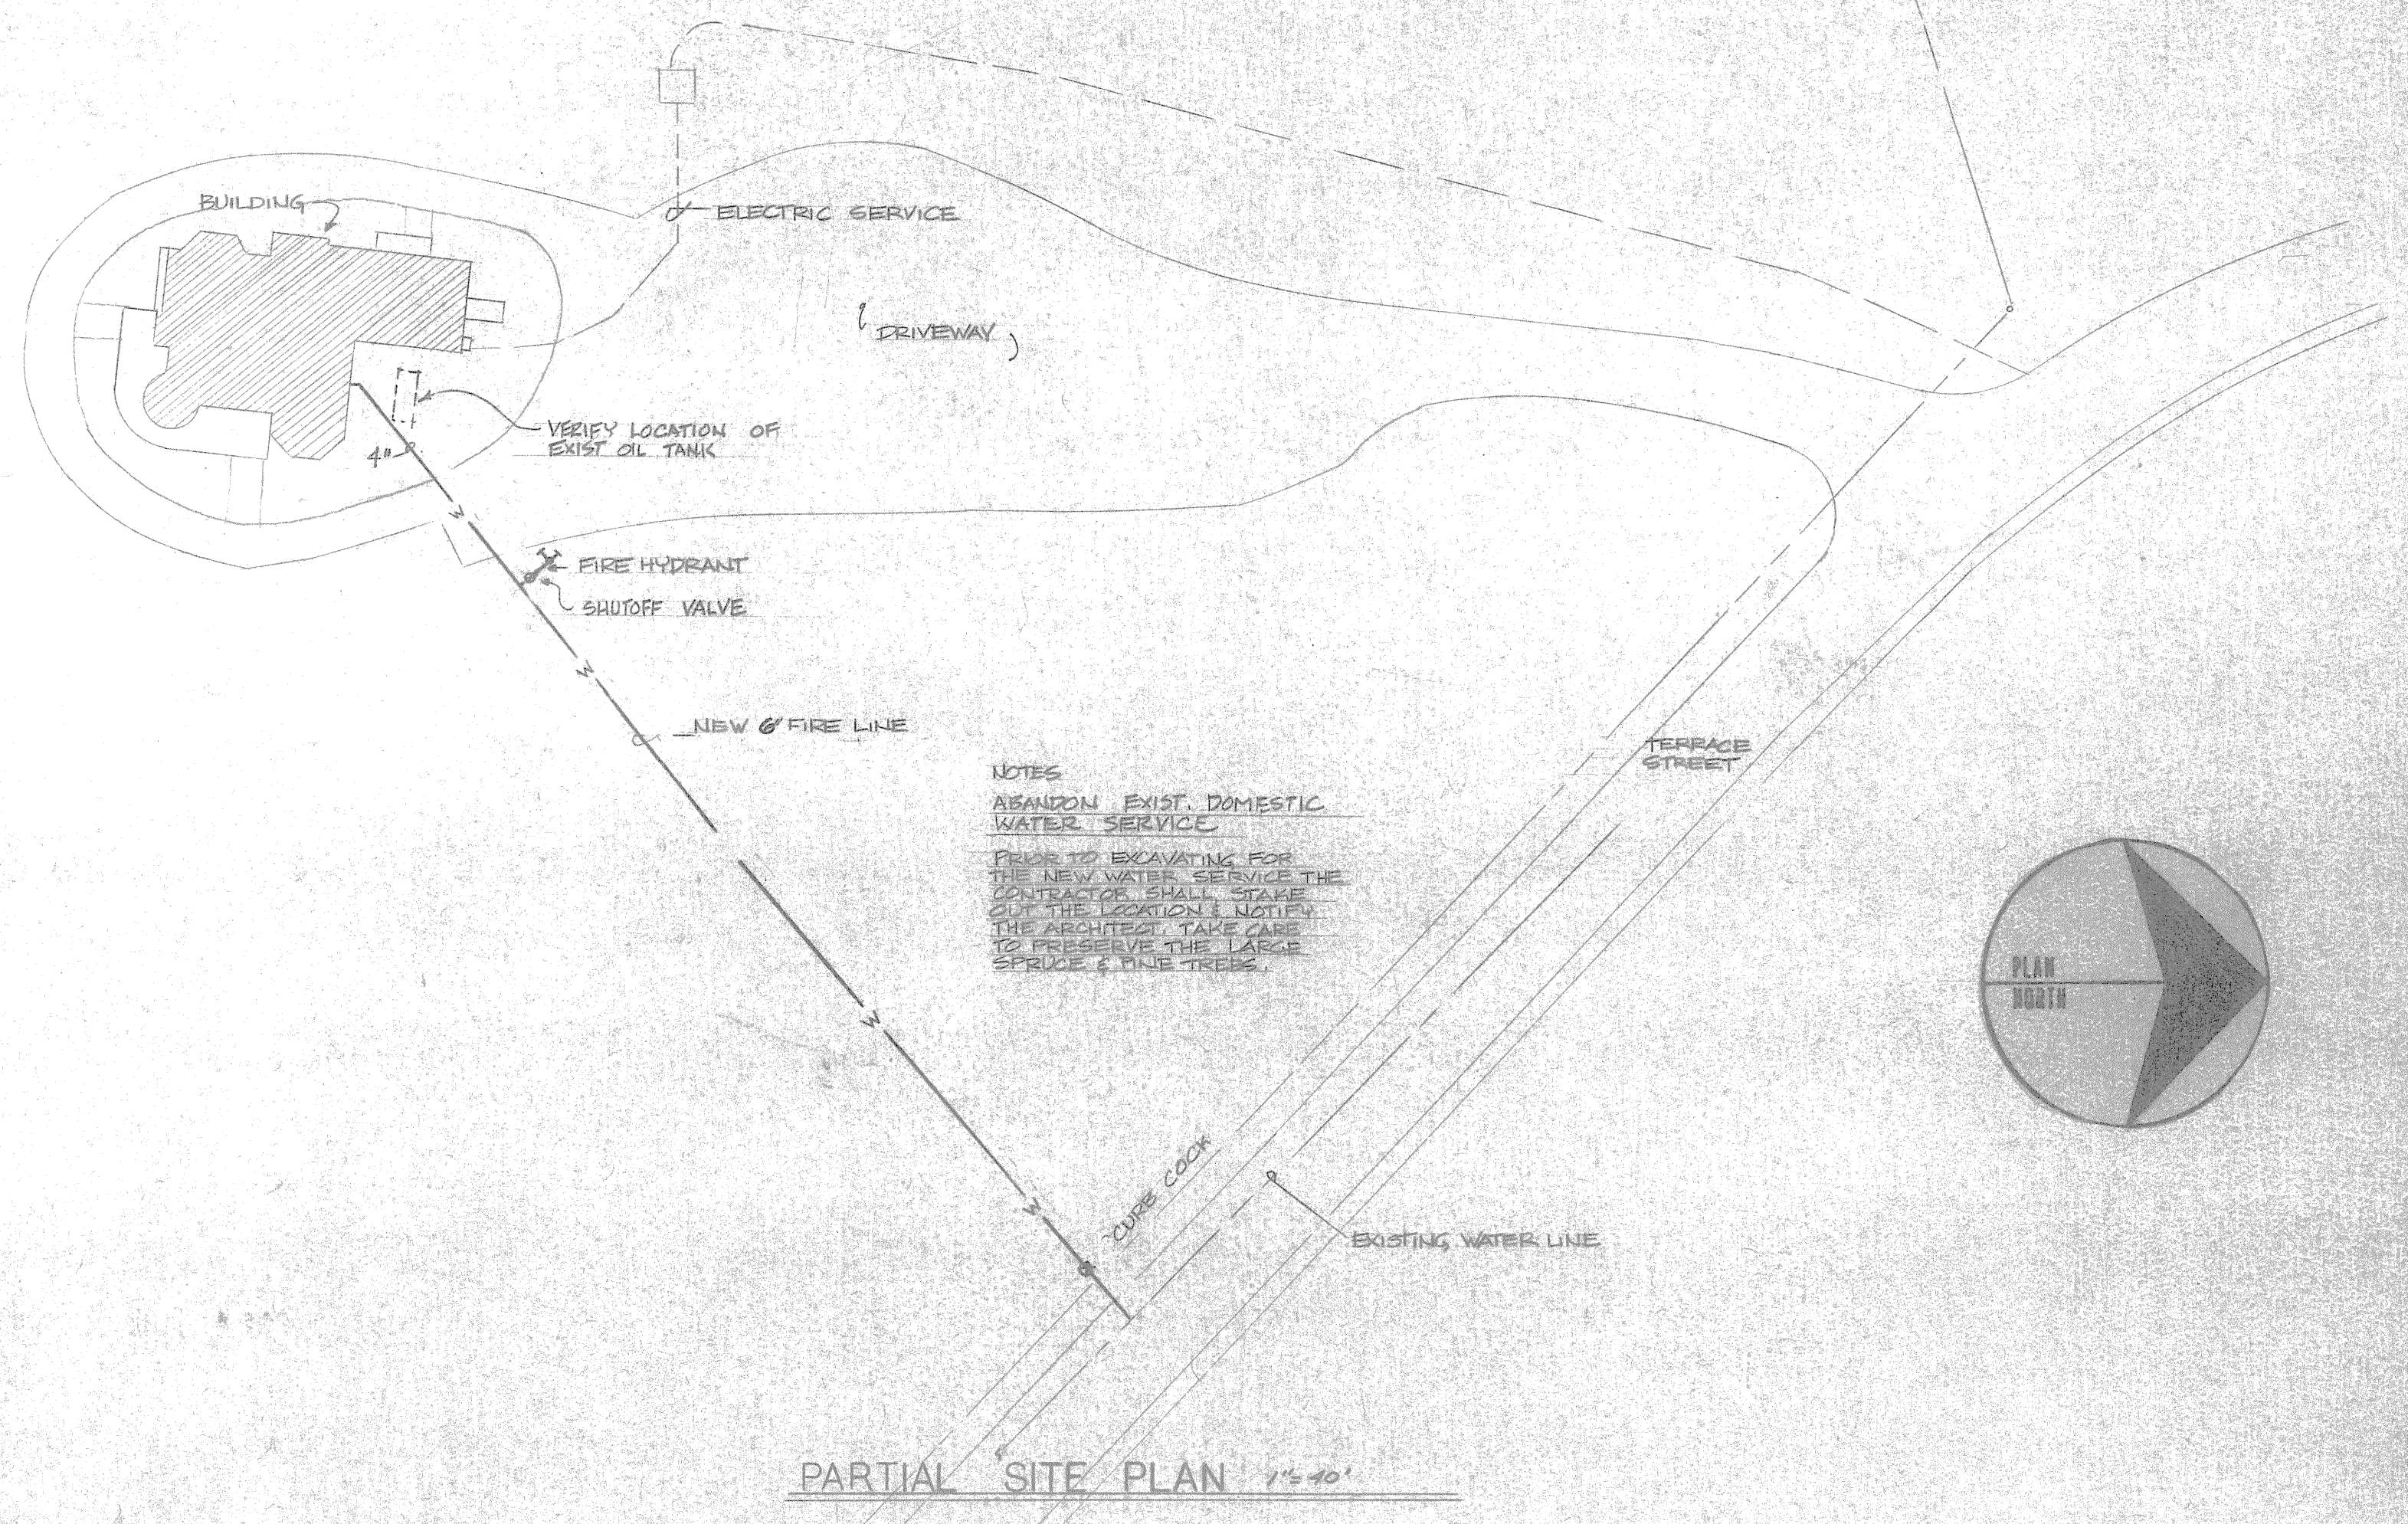 BUILDING
ELECTRIC SERVICE
DRIVEWAY
VERIFY LOCATION OF
EXIST OIL TANK
4"
W
FIRE HYDRANT
SHUTOFF VALVE
W
NEW 6" FIRE LINE
TERRACE
STREET
NOTES
ABANDON EXIST. DOMESTIC
WATER SERVICE
PRIOR TO EXCAVATING FOR
THE NEW WATER SERVICE THE
CONTRACTOR SHALL STAKE
OUT THE LOCATION & NOTIFY
THE ARCHITECT. TAKE CARE
TO PRESERVE THE LARGE
SPRUCE & PINE TREES.
PLAN
NORTH
W
CURB COCK
W
EXISTING WATER LINE
PARTIAL SITE PLAN 1"=40'